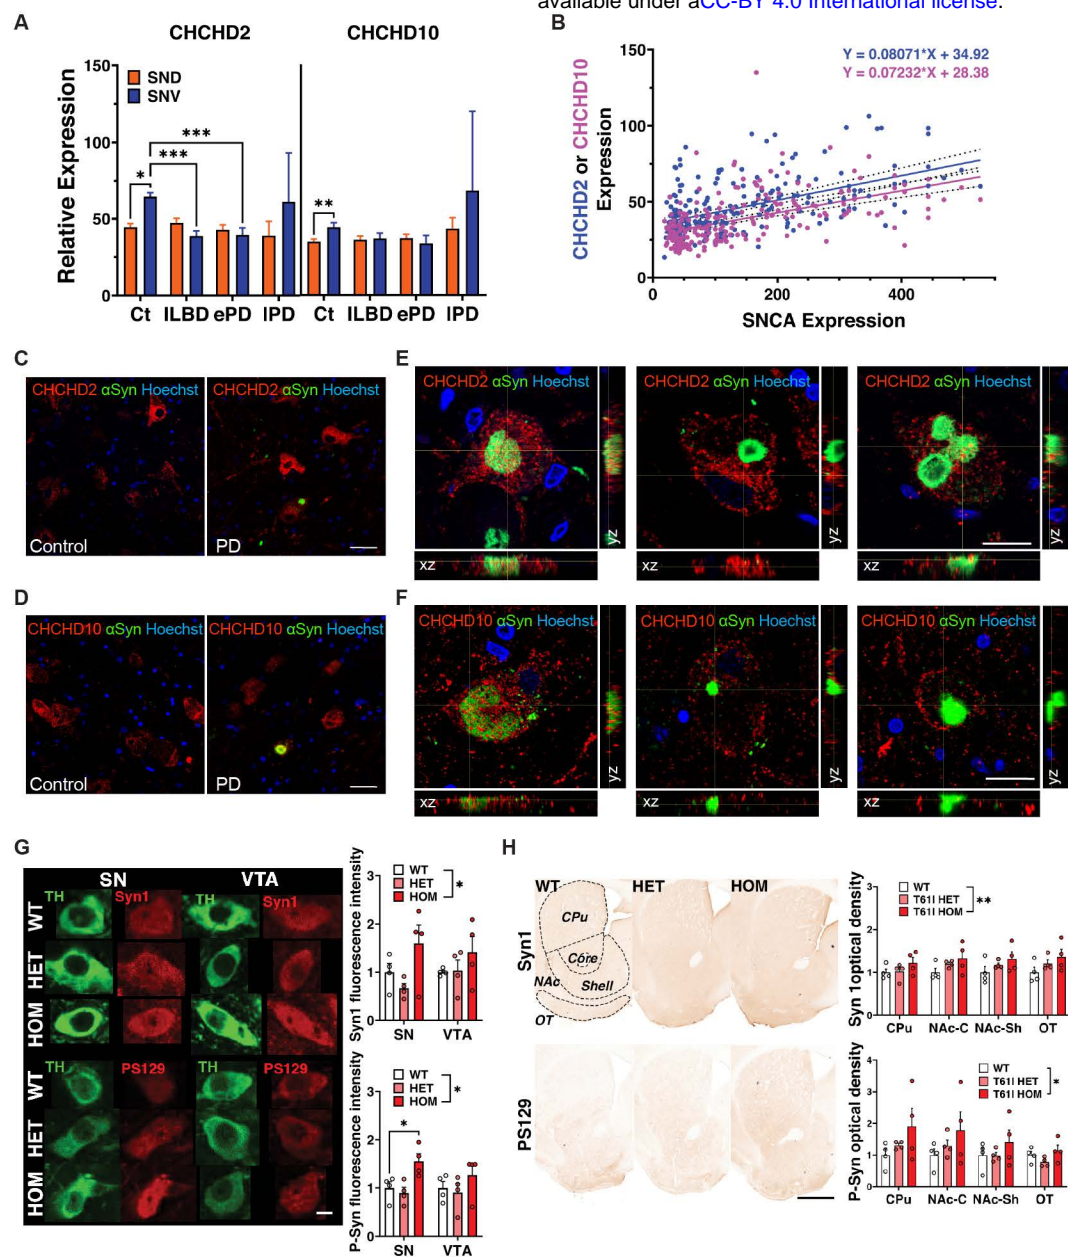 available under aCC-BY 4.0 International license.
A
CHCHD2
CHCHD10
Relative Expression
150
100
50
0
SND
SNV
*
***
***
**
Ct ILBD ePD lPD Ct ILBD ePD lPD
B
CHCHD2 or CHCHD10
Expression
150
100
50
0
Y = 0.08071*X + 34.92
Y = 0.07232*X + 28.38
0 200 400
SNCA Expression
C
CHCHD2 αSyn Hoechst
Control
CHCHD2 αSyn Hoechst
PD
D
CHCHD10 αSyn Hoechst
Control
CHCHD10 αSyn Hoechst
PD
E
CHCHD2 αSyn Hoechst
yz
xz
CHCHD2 αSyn Hoechst
yz
xz
CHCHD2 αSyn Hoechst
yz
xz
F
CHCHD10 αSyn Hoechst
yz
xz
CHCHD10 αSyn Hoechst
yz
xz
CHCHD10 αSyn Hoechst
yz
xz
G
SN VTA
TH Syn1 TH Syn1
WT
HET
HOM
TH PS129 TH PS129
WT
HET
HOM
Syn1 fluorescence intensity
3
2
1
0
WT
HET
HOM
*
SN VTA
P-Syn fluorescence intensity
3
2
1
0
WT
HET
HOM
*
*
SN VTA
H
WT HET HOM
Syn1
CPu
Core
NAc
Shell
OT
PS129
Syn 1optical density
3
2
1
0
WT
T61I HET
T61I HOM
**
CPu NAc-C NAc-Sh OT
P-Syn optical density
4
3
2
1
0
WT
T61I HET
T61I HOM
*
CPu NAc-C NAc-Sh OT